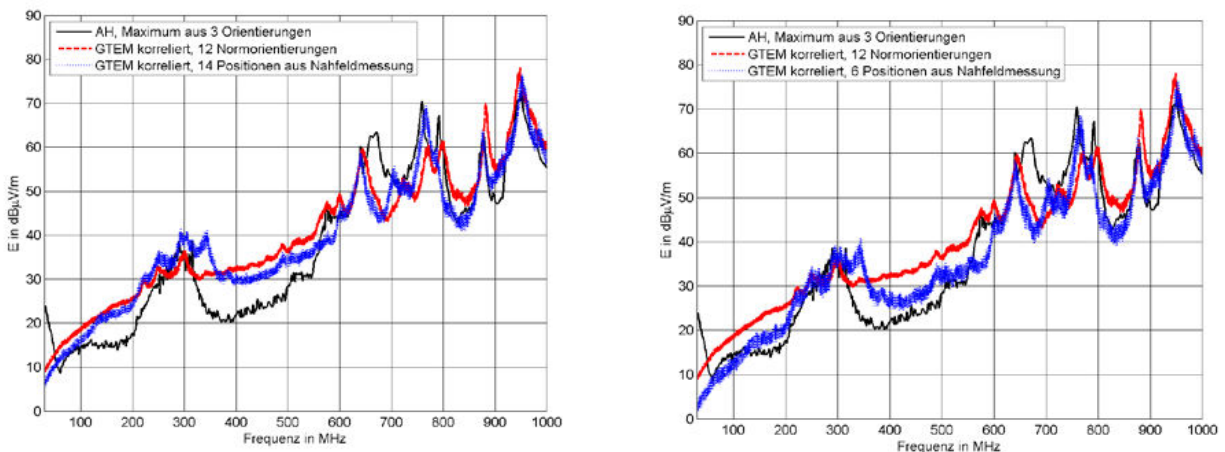 90
80
70
60
50
40
30
20
10
0
E in dBµV/m
AH, Maximum aus 3 Orientierungen
GTEM korreliert, 12 Normorientierungen
GTEM korreliert, 14 Positionen aus Nahfeldmessung
100 200 300 400 500 600 700 800 900 1000
Frequenz in MHz
90
80
70
60
50
40
30
20
10
0
E in dBµV/m
AH, Maximum aus 3 Orientierungen
GTEM korreliert, 12 Normorientierungen
GTEM korreliert, 6 Positionen aus Nahfeldmessung
100 200 300 400 500 600 700 800 900 1000
Frequenz in MHz